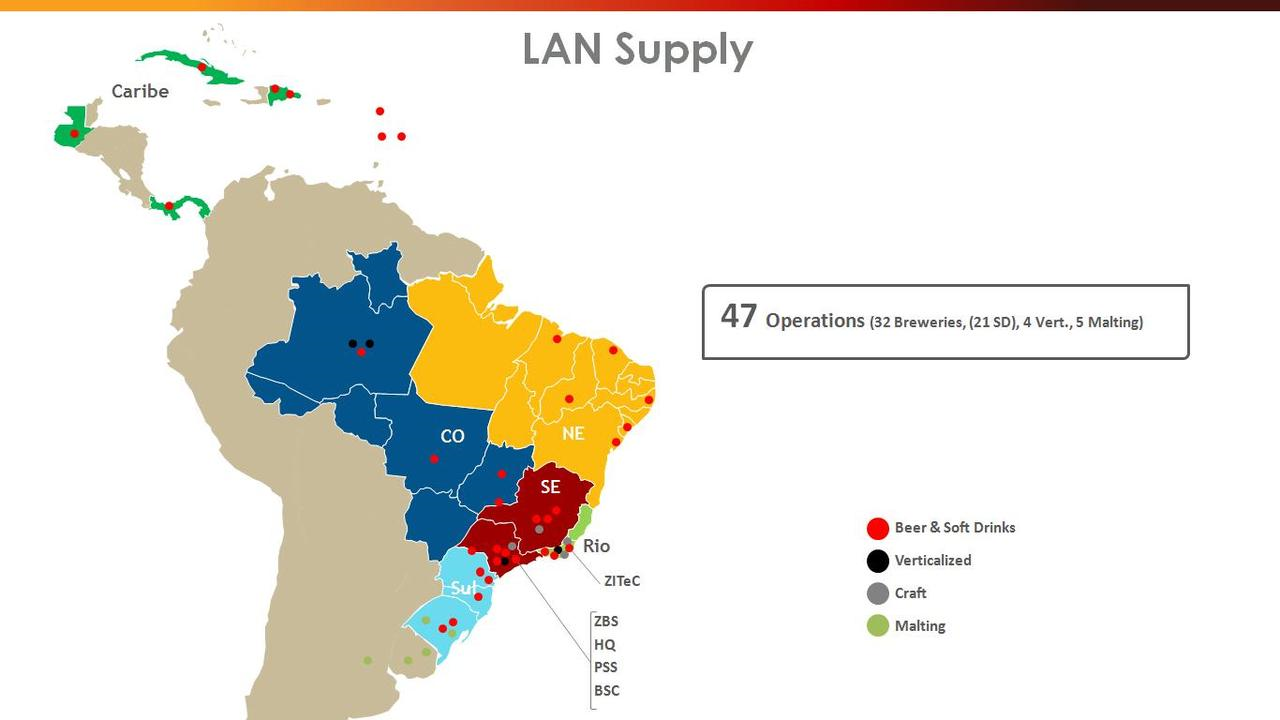 LAN Supply
Caribe
47 Operations (32 Breweries, (21 SD), 4 Vert., 5 Malting)
CO
NE
SE
Rio
Sul
ZITeC
ZBS
HQ
PSS
BSC
Beer & Soft Drinks
Verticalized
Craft
Malting